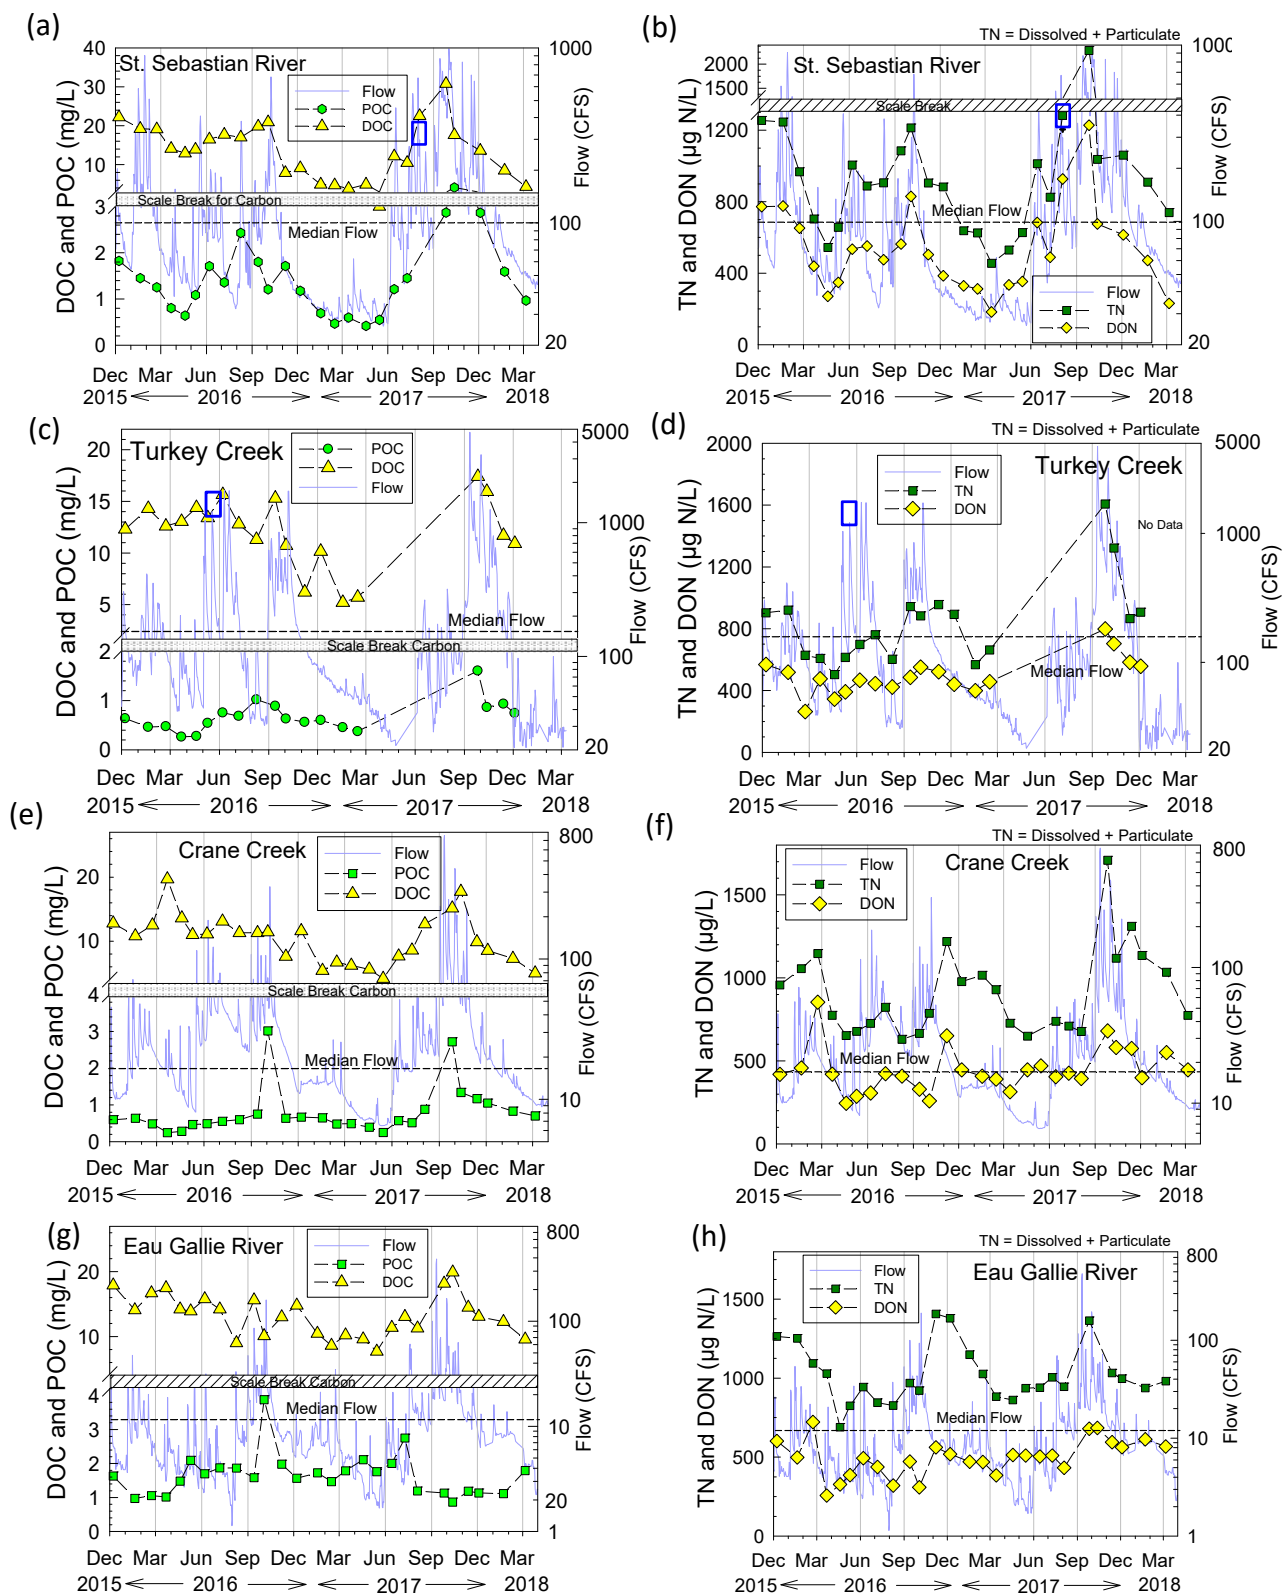 (a)
St. Sebastian River
Flow
POC
DOC
Scale Break for Carbon
Median Flow
DOC and POC (mg/L)
Flow (CFS)
40
30
20
10
3
2
1
0
1000
100
20
Dec Mar Jun Sep Dec Mar Jun Sep Dec Mar
2015 2016 2017 2018
(b)
TN = Dissolved + Particulate
St. Sebastian River
Scale Break
Median Flow
Flow
TN
DON
TN and DON (µg N/L)
Flow (CFS)
2000
1500
1200
800
400
0
1000
100
20
Dec Mar Jun Sep Dec Mar Jun Sep Dec Mar
2015 2016 2017 2018
(c)
Turkey Creek
POC
DOC
Flow
Median Flow
Scale Break Carbon
DOC and POC (mg/L)
Flow (CFS)
20
15
10
5
2
1
0
5000
1000
100
20
Dec Mar Jun Sep Dec Mar Jun Sep Dec Mar
2015 2016 2017 2018
(d)
TN = Dissolved + Particulate
Turkey Creek
Flow
TN
DON
No Data
Median Flow
TN and DON (µg N/L)
Flow (CFS)
2000
1600
1200
800
400
0
5000
1000
100
20
Dec Mar Jun Sep Dec Mar Jun Sep Dec Mar
2015 2016 2017 2018
(e)
Crane Creek
Flow
POC
DOC
Scale Break Carbon
Median Flow
DOC and POC (mg/L)
Flow (CFS)
20
10
4
3
2
1
0
800
100
10
Dec Mar Jun Sep Dec Mar Jun Sep Dec Mar
2015 2016 2017 2018
(f)
TN = Dissolved + Particulate
Crane Creek
Flow
TN
DON
Median Flow
TN and DON (µg/L)
Flow (CFS)
1500
1000
500
0
800
100
10
Dec Mar Jun Sep Dec Mar Jun Sep Dec Mar
2015 2016 2017 2018
(g)
Eau Gallie River
Flow
POC
DOC
Scale Break Carbon
Median Flow
DOC and POC (mg/L)
Flow (CFS)
20
10
4
3
2
1
0
800
100
10
20
1
Dec Mar Jun Sep Dec Mar Jun Sep Dec Mar
2015 2016 2017 2018
(h)
TN = Dissolved + Particulate
Eau Gallie River
Flow
TN
DON
Median Flow
TN and DON (µg N/L)
Flow (CFS)
1500
1000
500
0
800
100
10
1
Dec Mar Jun Sep Dec Mar Jun Sep Dec Mar
2015 2016 2017 2018